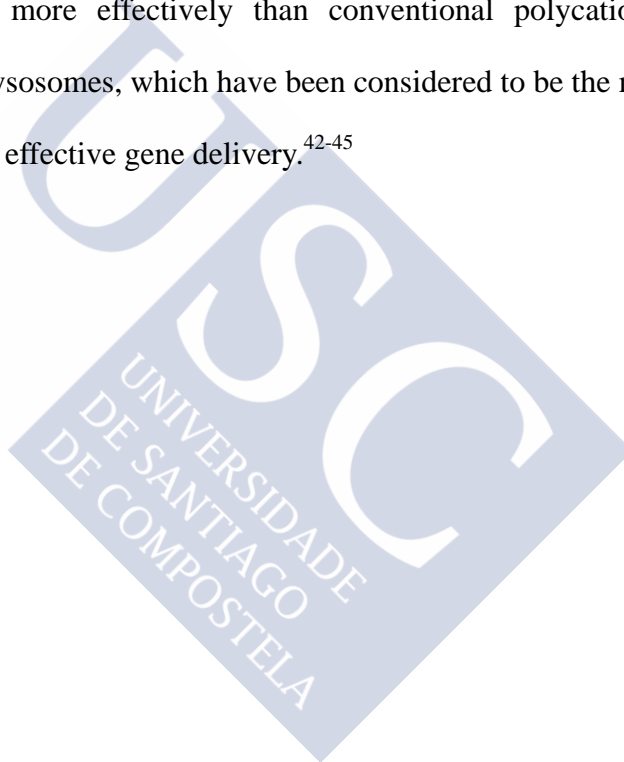 more effectively than conventional
ysosomes, which have been considered to be the
effective gene delivery.42-45
USC
UNIVERSIDADE
DE SANTIAGO
DE COMPOSTELA